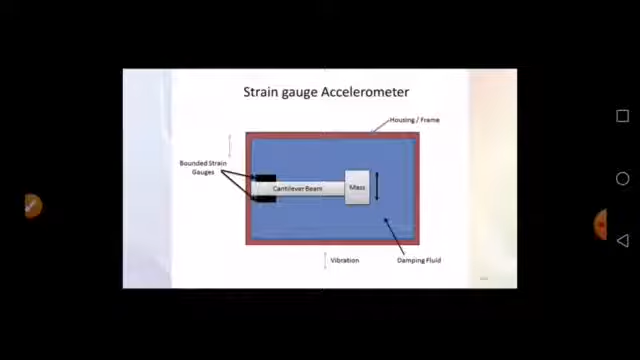 Strain gauge Accelerometer
Housing / Frame
Bounded Strain
Gauges
Cantilever Beam
Mass
Vibration
Damping Fluid